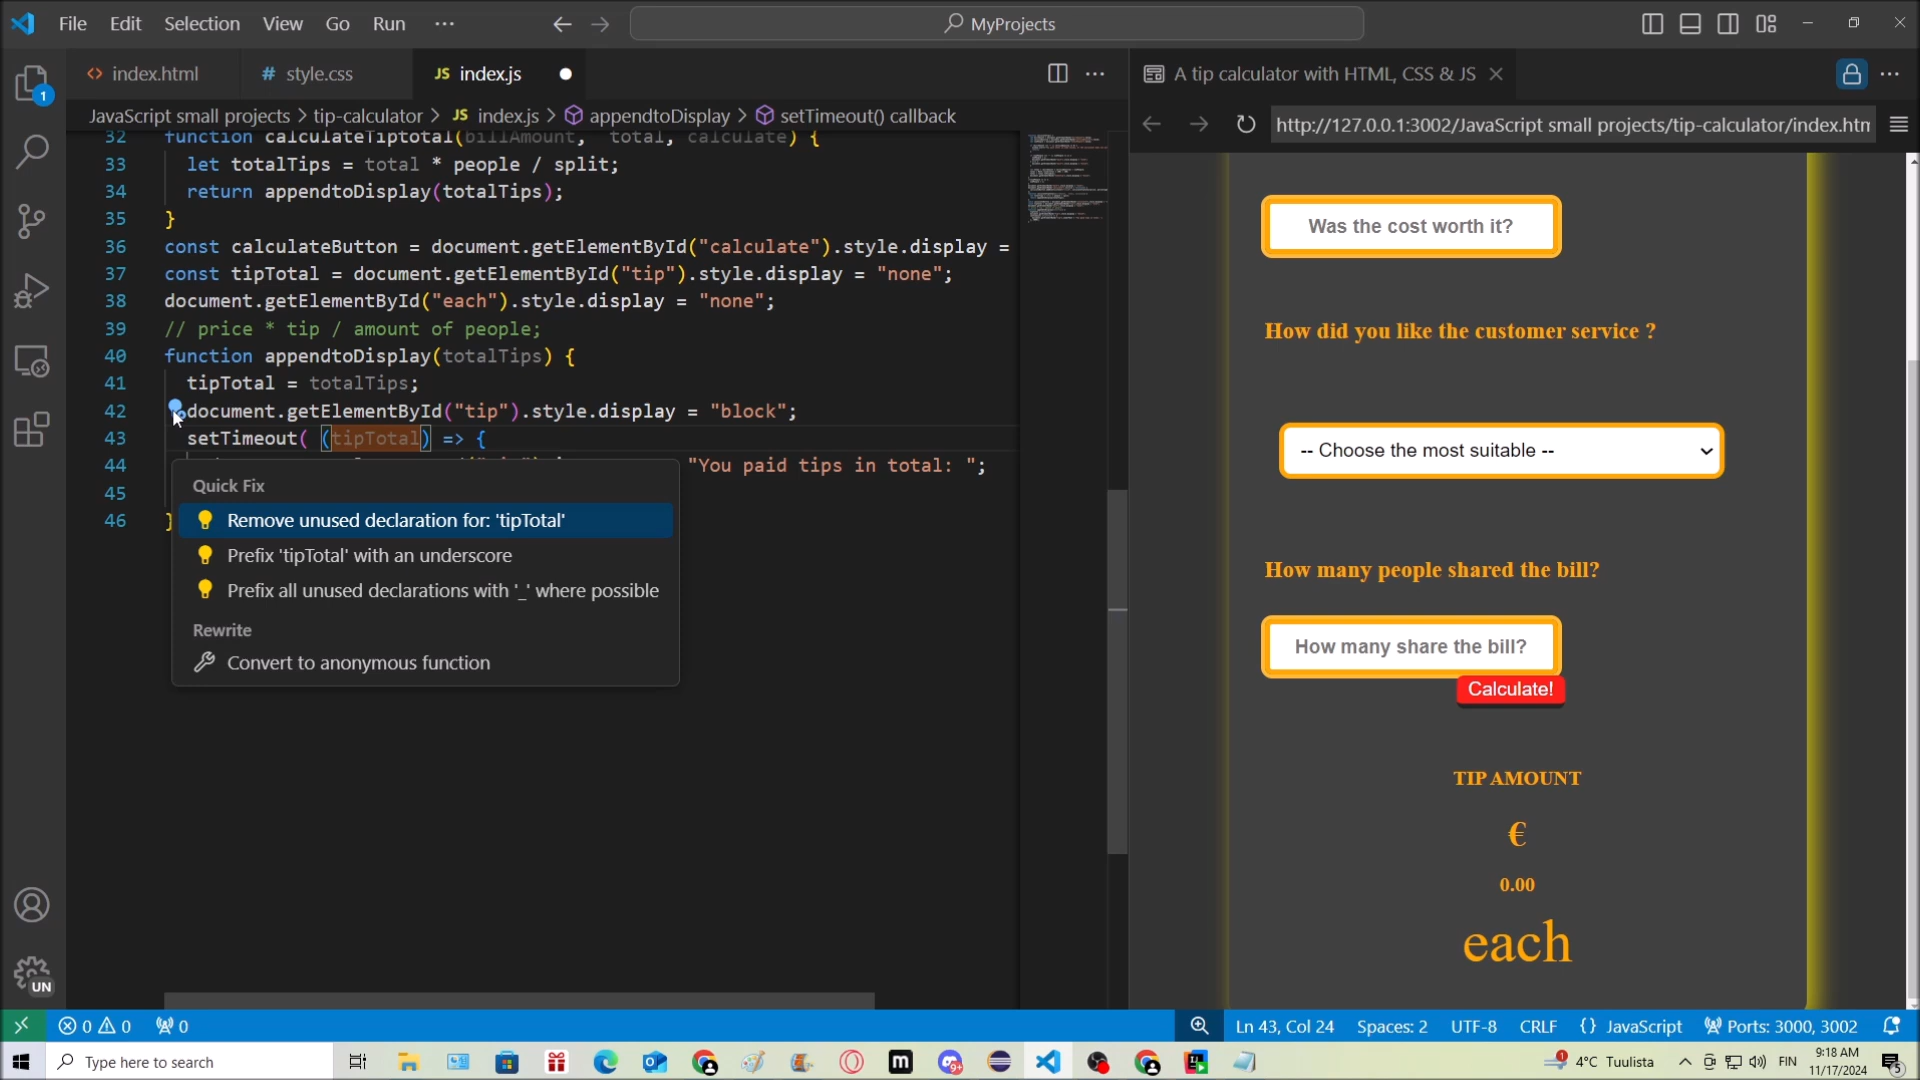 File Edit Selection View Go Run ···
MyProjects
index.html
# style.css
JS index.js
A tip calculator with HTML, CSS & JS
JavaScript small projects > tip-calculator > JS index.js > appendtoDisplay > setTimeout() callback
http://127.0.0.1:3002/JavaScript small projects/tip-calculator/index.htm
32 function calculateTiptotal(billAmount, total, calculate) {
33 let totalTips = total * people / split;
34 return appendtoDisplay(totalTips);
35 }
36 const calculateButton = document.getElementById("calculate").style.display =
37 const tipTotal = document.getElementById("tip").style.display = "none";
38 document.getElementById("each").style.display = "none";
39 // price * tip / amount of people;
40 function appendtoDisplay(totalTips) {
41 tipTotal = totalTips;
42 document.getElementById("tip").style.display = "block";
43 setTimeout( (tipTotal) => {
44 "You paid tips in total: ";
45
46 }
Quick Fix
Remove unused declaration for: 'tipTotal'
Prefix 'tipTotal' with an underscore
Prefix all unused declarations with '_' where possible
Rewrite
Convert to anonymous function
Was the cost worth it?
How did you like the customer service ?
-- Choose the most suitable --
How many people shared the bill?
How many share the bill?
Calculate!
TIP AMOUNT
€
0.00
each
1
UN
0 0 0
Ln 43, Col 24 Spaces: 2 UTF-8 CRLF {} JavaScript Ports: 3000, 3002
Type here to search
4°C Tuulista
FIN
9:18 AM
11/17/2024